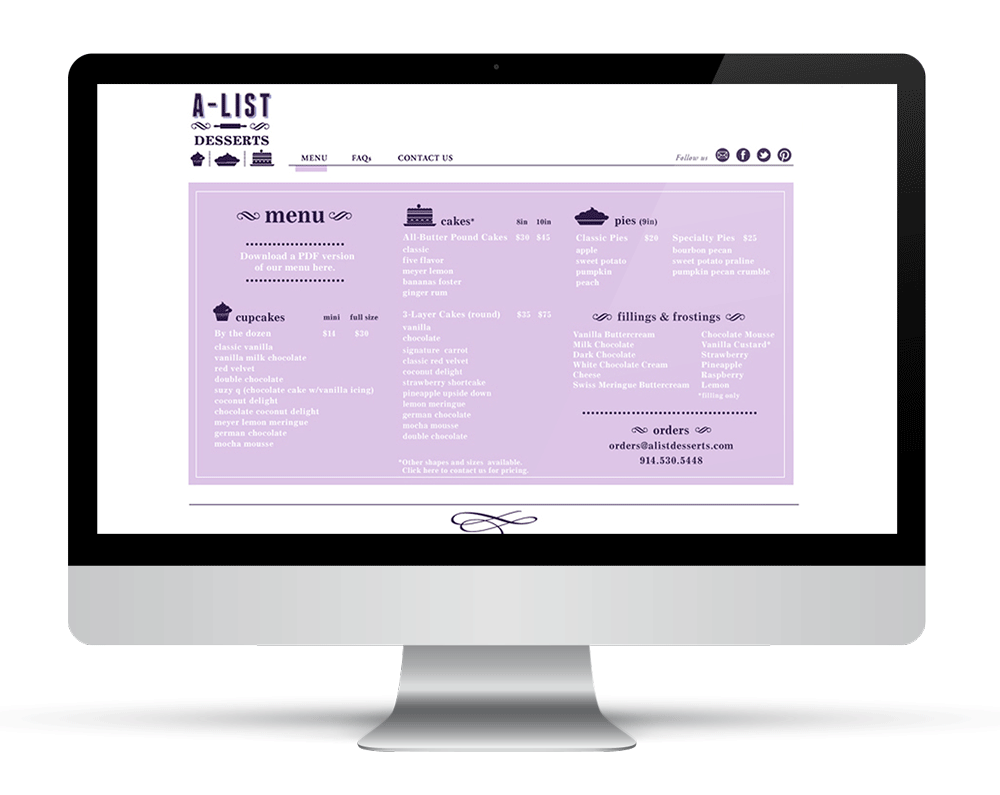 A-LIST
DESSERTS
MENU FAQs CONTACT US
Follow us
menu
Download a PDF version
of our menu here.
cupcakes mini full size
By the dozen $14 $30
classic vanilla
vanilla milk chocolate
red velvet
double chocolate
suzy q (chocolate cake w/vanilla icing)
coconut delight
chocolate coconut delight
meyer lemon meringue
german chocolate
mocha mousse
cakes* 8in 10in
All-Butter Pound Cakes $30 $45
classic
five flavor
meyer lemon
bananas foster
ginger rum
3-Layer Cakes (round) $35 $75
vanilla
chocolate
signature carrot
classic red velvet
coconut delight
strawberry shortcake
pineapple upside down
lemon meringue
german chocolate
mocha mousse
double chocolate
*Other shapes and sizes available.
Click here to contact us for pricing.
pies (9in)
Classic Pies $20
apple
sweet potato
pumpkin
peach
Specialty Pies $25
bourbon pecan
sweet potato praline
pumpkin pecan crumble
fillings & frostings
Vanilla Buttercream
Milk Chocolate
Dark Chocolate
White Chocolate Cream
Cheese
Swiss Meringue Buttercream
Chocolate Mousse
Vanilla Custard*
Strawberry
Pineapple
Raspberry
Lemon
*filling only
orders
orders@alistdesserts.com
914.530.5448